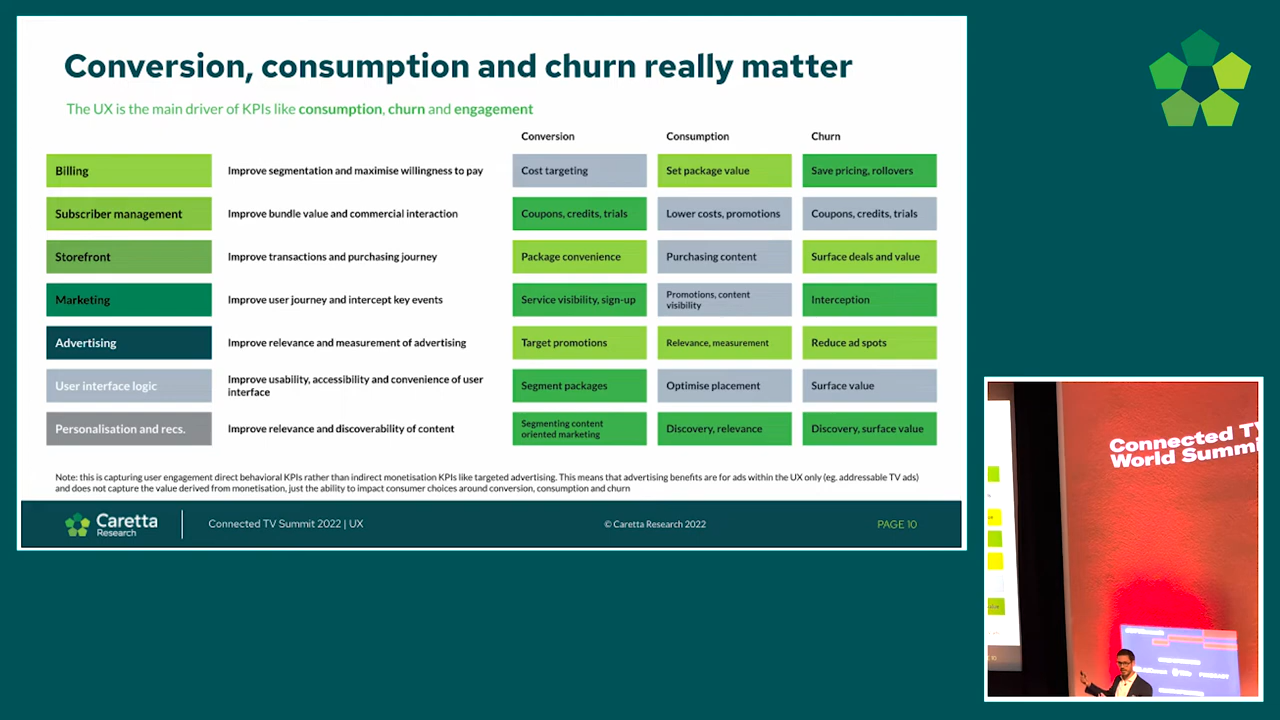 Conversion, consumption and churn really matter
The UX is the main driver of KPIs like consumption, churn and engagement
Conversion Consumption Churn
Billing Improve segmentation and maximise willingness to pay Cost targeting Set package value Save pricing, rollovers
Subscriber management Improve bundle value and commercial interaction Coupons, credits, trials Lower costs, promotions Coupons, credits, trials
Storefront Improve transactions and purchasing journey Package convenience Purchasing content Surface deals and value
Marketing Improve user journey and intercept key events Service visibility, sign-up Promotions, content visibility Interception
Advertising Improve relevance and measurement of advertising Target promotions Relevance, measurement Reduce ad spots
User interface logic Improve usability, accessibility and convenience of user interface Segment packages Optimise placement Surface value
Personalisation and recs. Improve relevance and discoverability of content Segmenting content oriented marketing Discovery, relevance Discovery, surface value
Note: this is capturing user engagement direct behavioral KPIs rather than indirect monetisation KPIs like targeted advertising. This means that advertising benefits are for ads within the UX only (eg. addressable TV ads)
and does not capture the value derived from monetisation, just the ability to impact consumer choices around conversion, consumption and churn
Caretta
Research
Connected TV Summit 2022 | UX © Caretta Research 2022 PAGE 10
Connected TV
World Summit